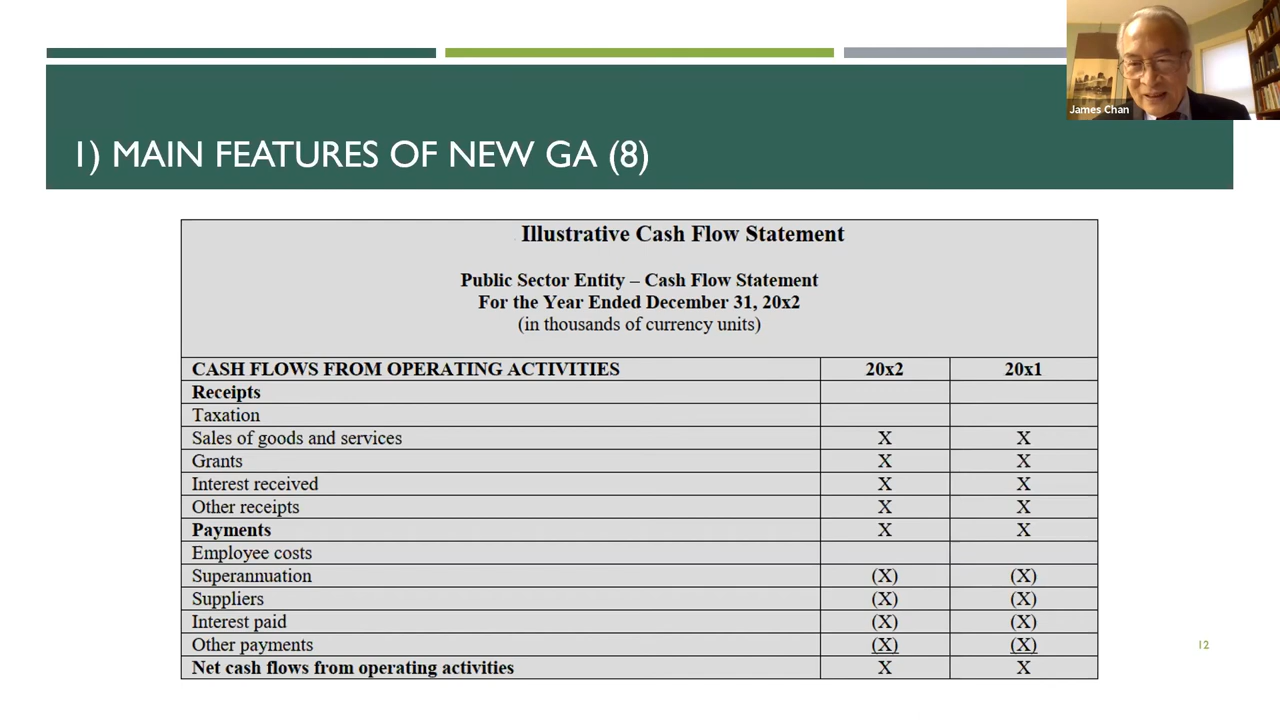 James Chan
1) MAIN FEATURES OF NEW GA (8)
Illustrative Cash Flow Statement
Public Sector Entity – Cash Flow Statement
For the Year Ended December 31, 20x2
(in thousands of currency units)
CASH FLOWS FROM OPERATING ACTIVITIES 20x2 20x1
Receipts
Taxation
Sales of goods and services X X
Grants X X
Interest received X X
Other receipts X X
Payments X X
Employee costs
Superannuation (X) (X)
Suppliers (X) (X)
Interest paid (X) (X)
Other payments (X) (X)
Net cash flows from operating activities X X
12